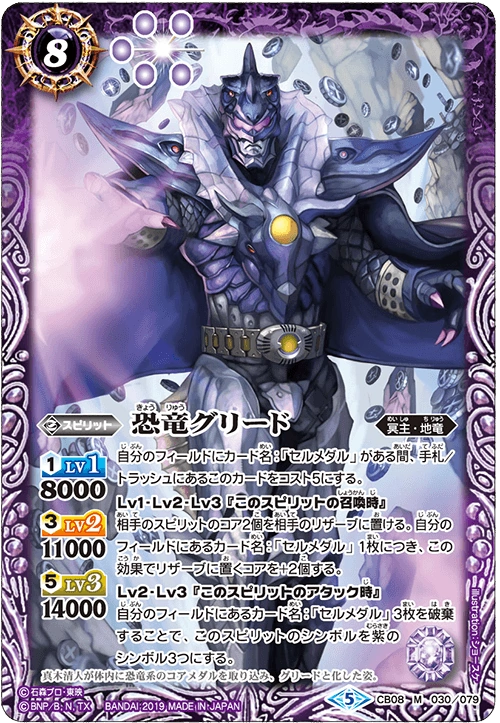 8
スピリット
恐竜グリード
きょうりゅう
冥主・地竜
めいしゅ ちりゅう
1 LV1
8000
3 LV2
11000
5 LV3
14000
自分のフィールドにカード名：「セルメダル」がある間、手札／
トラッシュにあるこのカードをコスト5にする。
Lv1・Lv2・Lv3『このスピリットの召喚時』
相手のスピリットのコア2個を相手のリザーブに置ける。自分の
フィールドにあるカード名：「セルメダル」1枚につき、この
効果でリザーブに置くコアを+2個する。
Lv2・Lv3『このスピリットのアタック時』
自分のフィールドにあるカード名：「セルメダル」3枚を破棄
することで、このスピリットのシンボルを紫の
シンボル3つにする。
真木清人が体内に恐竜系のコアメダルを取り込み、グリードと化した姿。
©石森プロ・東映
©BNP/B, N, TX BANDAI 2019 MADE IN JAPAN
5 CB08 M 030/079